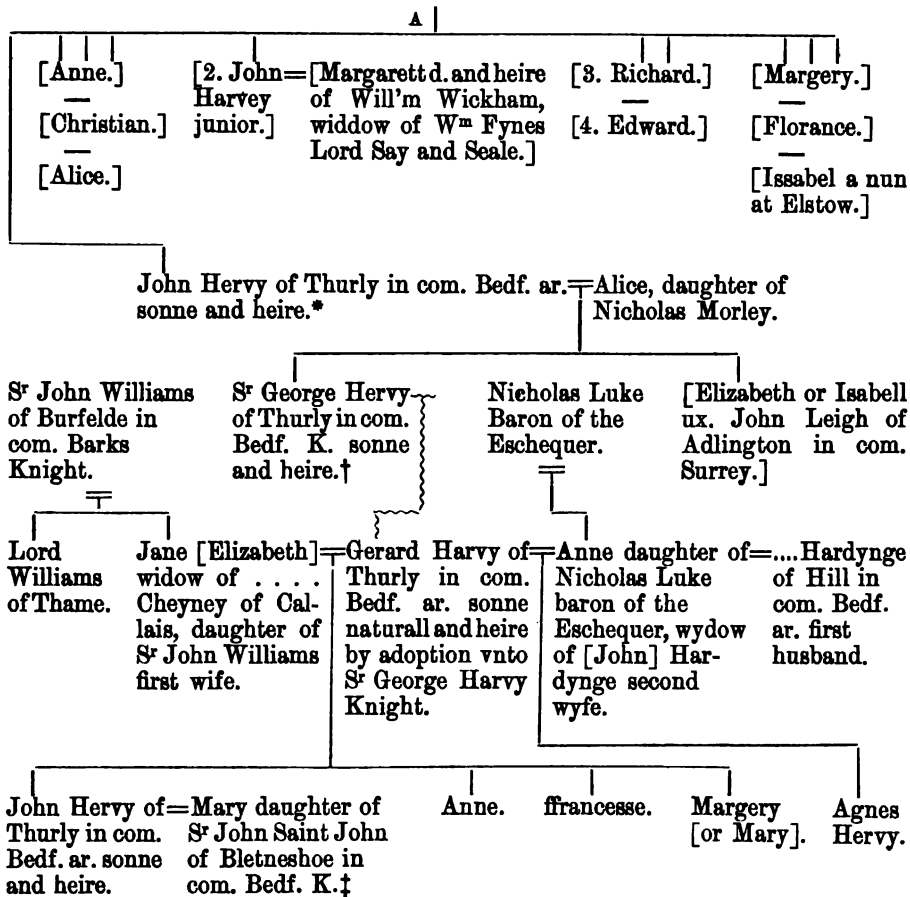 A
[Anne.]
[Christian.]
[Alice.]
[2. John=[Margarett d. and heire
Harvey of Will'm Wickham,
junior.] widdow of Wᵐ Fynes
Lord Say and Seale.]
[3. Richard.]
[4. Edward.]
[Margery.]
[Florance.]
[Issabel a nun
at Elstow.]
John Hervy of Thurly in com. Bedf. ar.=Alice, daughter of
sonne and heire.* Nicholas Morley.
Sʳ John Williams
of Burfelde in
com. Barks
Knight.
Sʳ George Hervy
of Thurly in com.
Bedf. K. sonne
and heire.†
Nicholas Luke
Baron of the
Eschequer.
[Elizabeth or Isabell
ux. John Leigh of
Adlington in com.
Surrey.]
Lord
Williams
of Thame.
Jane [Elizabeth]=
widow of . . . .
Cheyney of Cal-
lais, daughter of
Sʳ John Williams
first wife.
Gerard Harvy of=
Thurly in com.
Bedf. ar. sonne
naturall and heire
by adoption vnto
Sʳ George Harvy
Knight.
Anne daughter of=
Nicholas Luke
baron of the
Eschequer, wydow
of [John] Har-
dynge second
wyfe.
....Hardynge
of Hill in
com. Bedf.
ar. first
husband.
John Hervy of=
Thurly in com.
Bedf. ar. sonne
and heire.
Mary daughter of
Sʳ John Saint John
of Bletneshoe in
com. Bedf. K.‡
Anne.
ffrancesse.
Margery
[or Mary].
Agnes
Hervy.